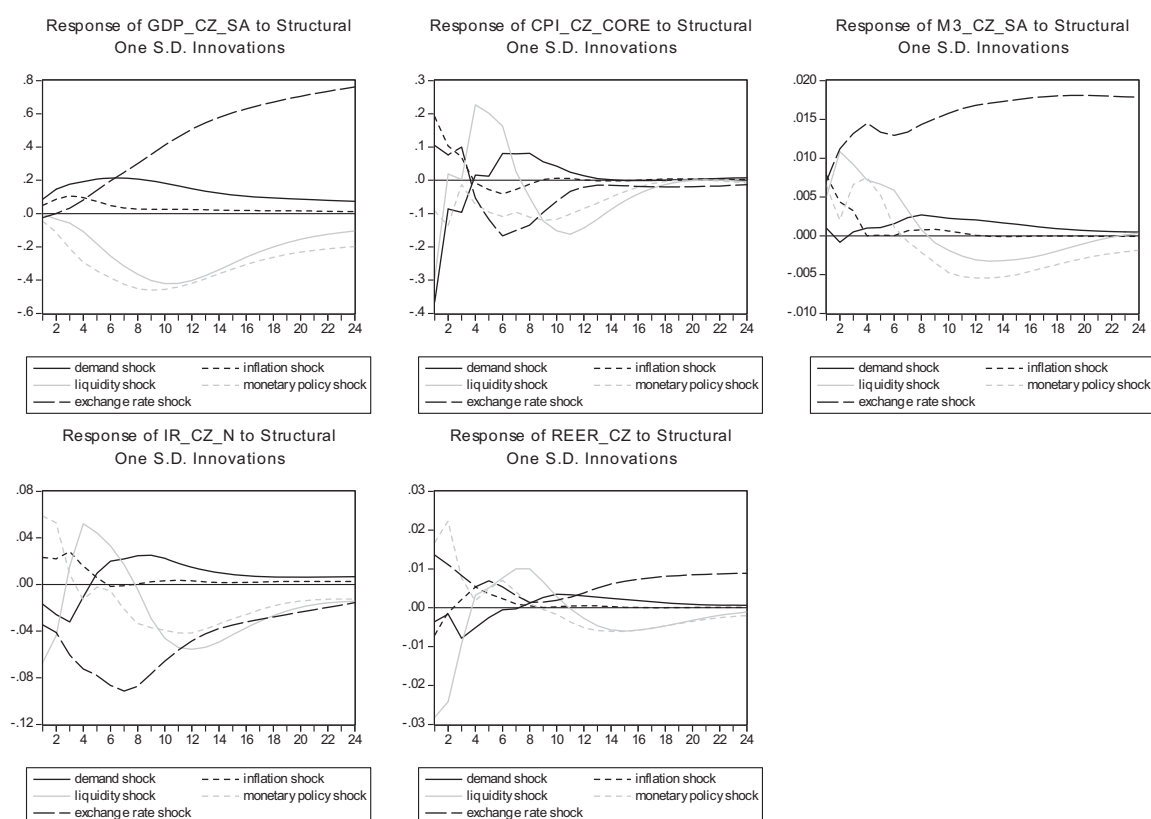 Response of GDP_CZ_SA to Structural
One S.D. Innovations
.8
.6
.4
.2
.0
-.2
-.4
-.6
2 4 6 8 10 12 14 16 18 20 22 24
demand shock inflation shock
liquidity shock monetary policy shock
exchange rate shock
Response of CPI_CZ_CORE to Structural
One S.D. Innovations
.3
.2
.1
.0
-.1
-.2
-.3
-.4
2 4 6 8 10 12 14 16 18 20 22 24
demand shock inflation shock
liquidity shock monetary policy shock
exchange rate shock
Response of M3_CZ_SA to Structural
One S.D. Innovations
.020
.015
.010
.005
.000
-.005
-.010
2 4 6 8 10 12 14 16 18 20 22 24
demand shock inflation shock
liquidity shock monetary policy shock
exchange rate shock
Response of IR_CZ_N to Structural
One S.D. Innovations
.08
.04
.00
-.04
-.08
-.12
2 4 6 8 10 12 14 16 18 20 22 24
demand shock inflation shock
liquidity shock monetary policy shock
exchange rate shock
Response of REER_CZ to Structural
One S.D. Innovations
.03
.02
.01
.00
-.01
-.02
-.03
2 4 6 8 10 12 14 16 18 20 22 24
demand shock inflation shock
liquidity shock monetary policy shock
exchange rate shock